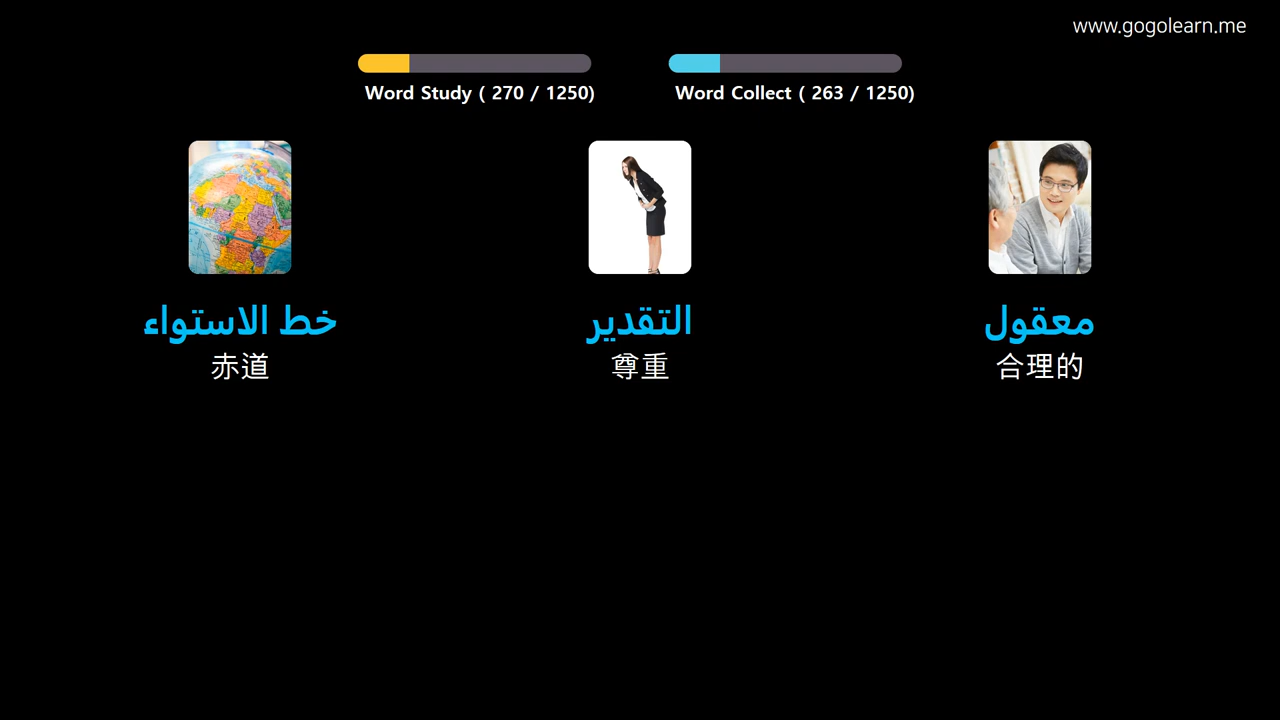 www.gogolearn.me
Word Study ( 270 / 1250)
Word Collect ( 263 / 1250)
خط الاستواء
赤道
التقدير
尊重
معقول
合理的